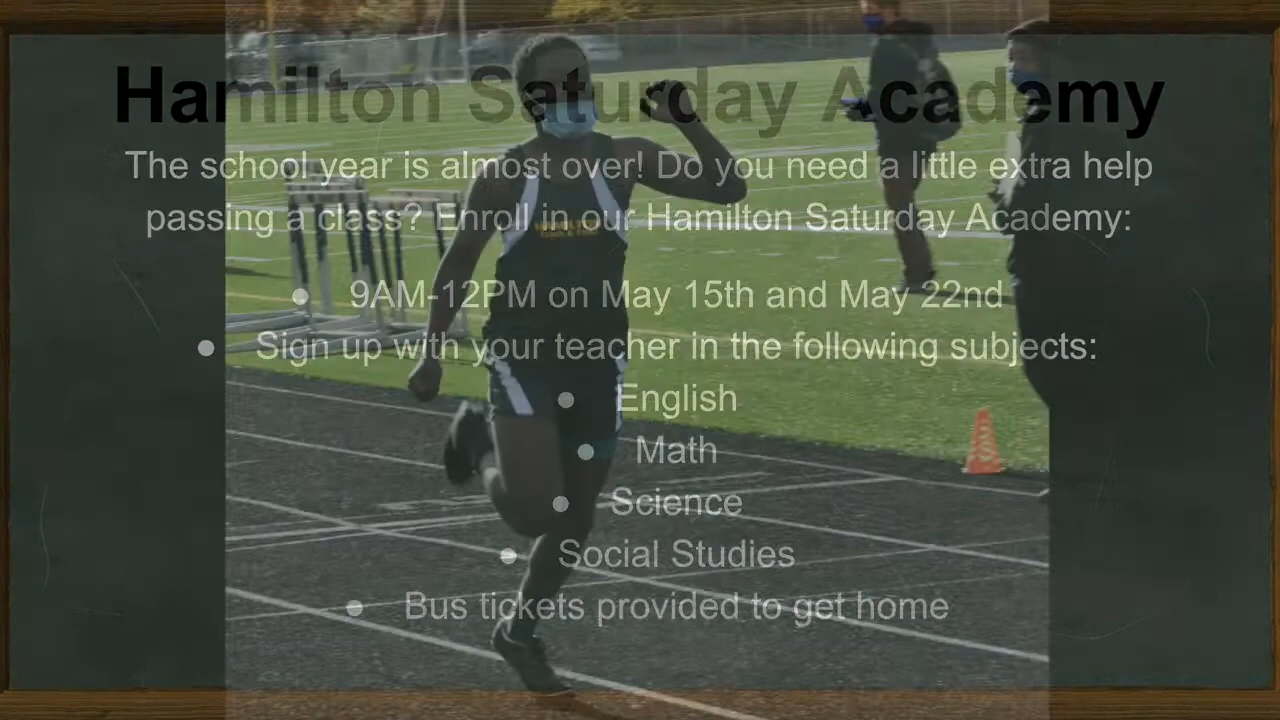 Hamilton Saturday Academy
The school year is almost over! Do you need a little extra help
passing a class? Enroll in our Hamilton Saturday Academy:
● 9AM-12PM on May 15th and May 22nd
● Sign up with your teacher in the following subjects:
● English
● Math
● Science
● Social Studies
● Bus tickets provided to get home